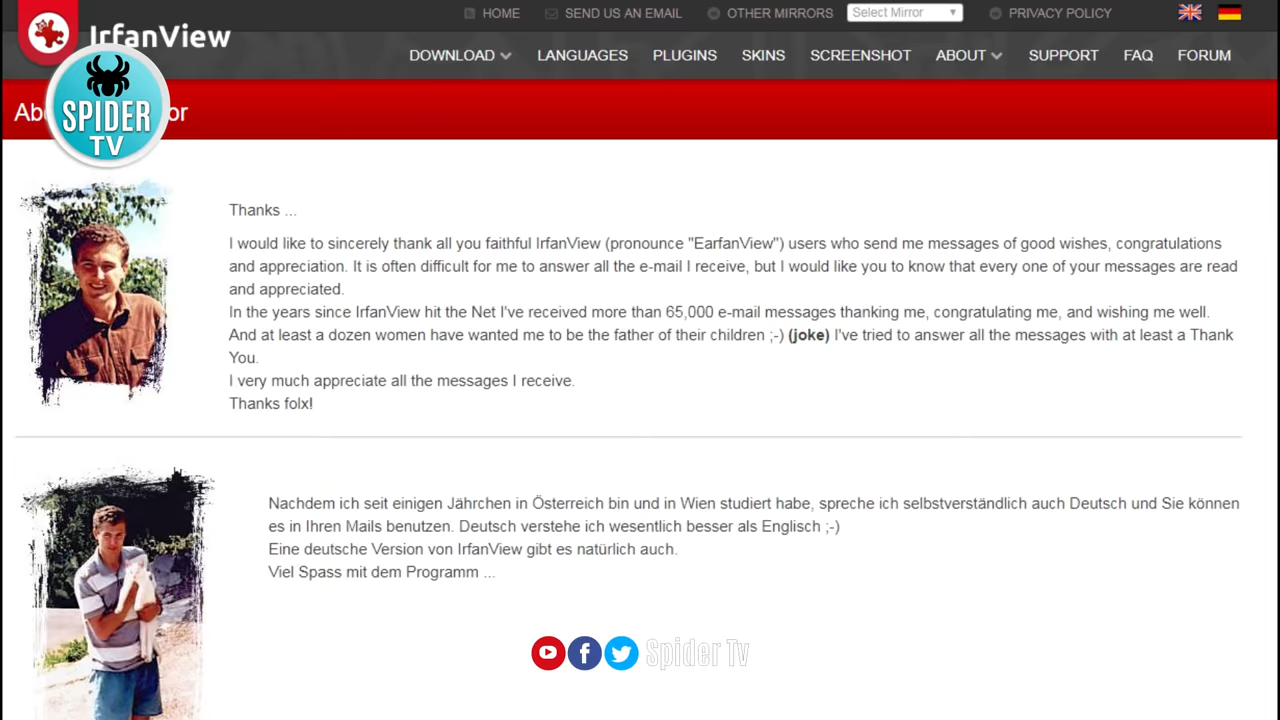 HOME SEND US AN EMAIL OTHER MIRRORS Select Mirror PRIVACY POLICY
IrfanView
DOWNLOAD LANGUAGES PLUGINS SKINS SCREENSHOT ABOUT SUPPORT FAQ FORUM
SPIDER
TV
Thanks ...
I would like to sincerely thank all you faithful IrfanView (pronounce "EarfanView") users who send me messages of good wishes, congratulations
and appreciation. It is often difficult for me to answer all the e-mail I receive, but I would like you to know that every one of your messages are read
and appreciated.
In the years since IrfanView hit the Net I've received more than 65,000 e-mail messages thanking me, congratulating me, and wishing me well.
And at least a dozen women have wanted me to be the father of their children ;-) (joke) I've tried to answer all the messages with at least a Thank
You.
I very much appreciate all the messages I receive.
Thanks folx!
Nachdem ich seit einigen Jährchen in Österreich bin und in Wien studiert habe, spreche ich selbstverständlich auch Deutsch und Sie können
es in Ihren Mails benutzen. Deutsch verstehe ich wesentlich besser als Englisch ;-)
Eine deutsche Version von IrfanView gibt es natürlich auch.
Viel Spass mit dem Programm ...
Spider Tv